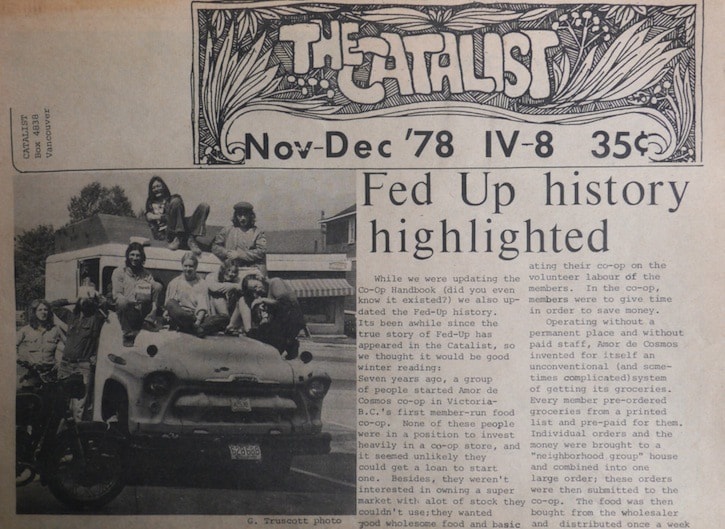 THE CATALIST
Nov-Dec '78 IV-8 35¢
CATALIST
Box 4838
Vancouver
Fed Up history
highlighted
While we were updating the
Co-Op Handbook (did you even
know it existed?) we also up-
dated the Fed-Up history.
Its been awhile since the
true story of Fed-Up has
appeared in the Catalist, so
we thought it would be good
winter reading:
Seven years ago, a group
of people started Amor de
Cosmos co-op in Victoria-
B.C.'s first member-run food
co-op. None of these people
were in a position to invest
heavily in a co-op store, and
it seemed unlikely they
could get a loan to start
one. Besides, they weren't
interested in owning a super
market with alot of stock they
couldn't use;they wanted
good wholesome food and basic
ating their co-op on the
volunteer labour of the
members. In the co-op,
members were to give time
in order to save money.
Operating without a
permanent place and without
paid staff, Amor de Cosmos
invented for itself an
unconventional (and some-
times complicated)system
of getting its groceries.
Every member pre-ordered
groceries from a printed
list and pre-paid for them.
Individual orders and the
money were brought to a
"neighborhood group" house
and combined into one
large order; these orders
were then submitted to the
co-op. The food was then
bought from the wholesaler
and distributed once a week
G. Truscott photo